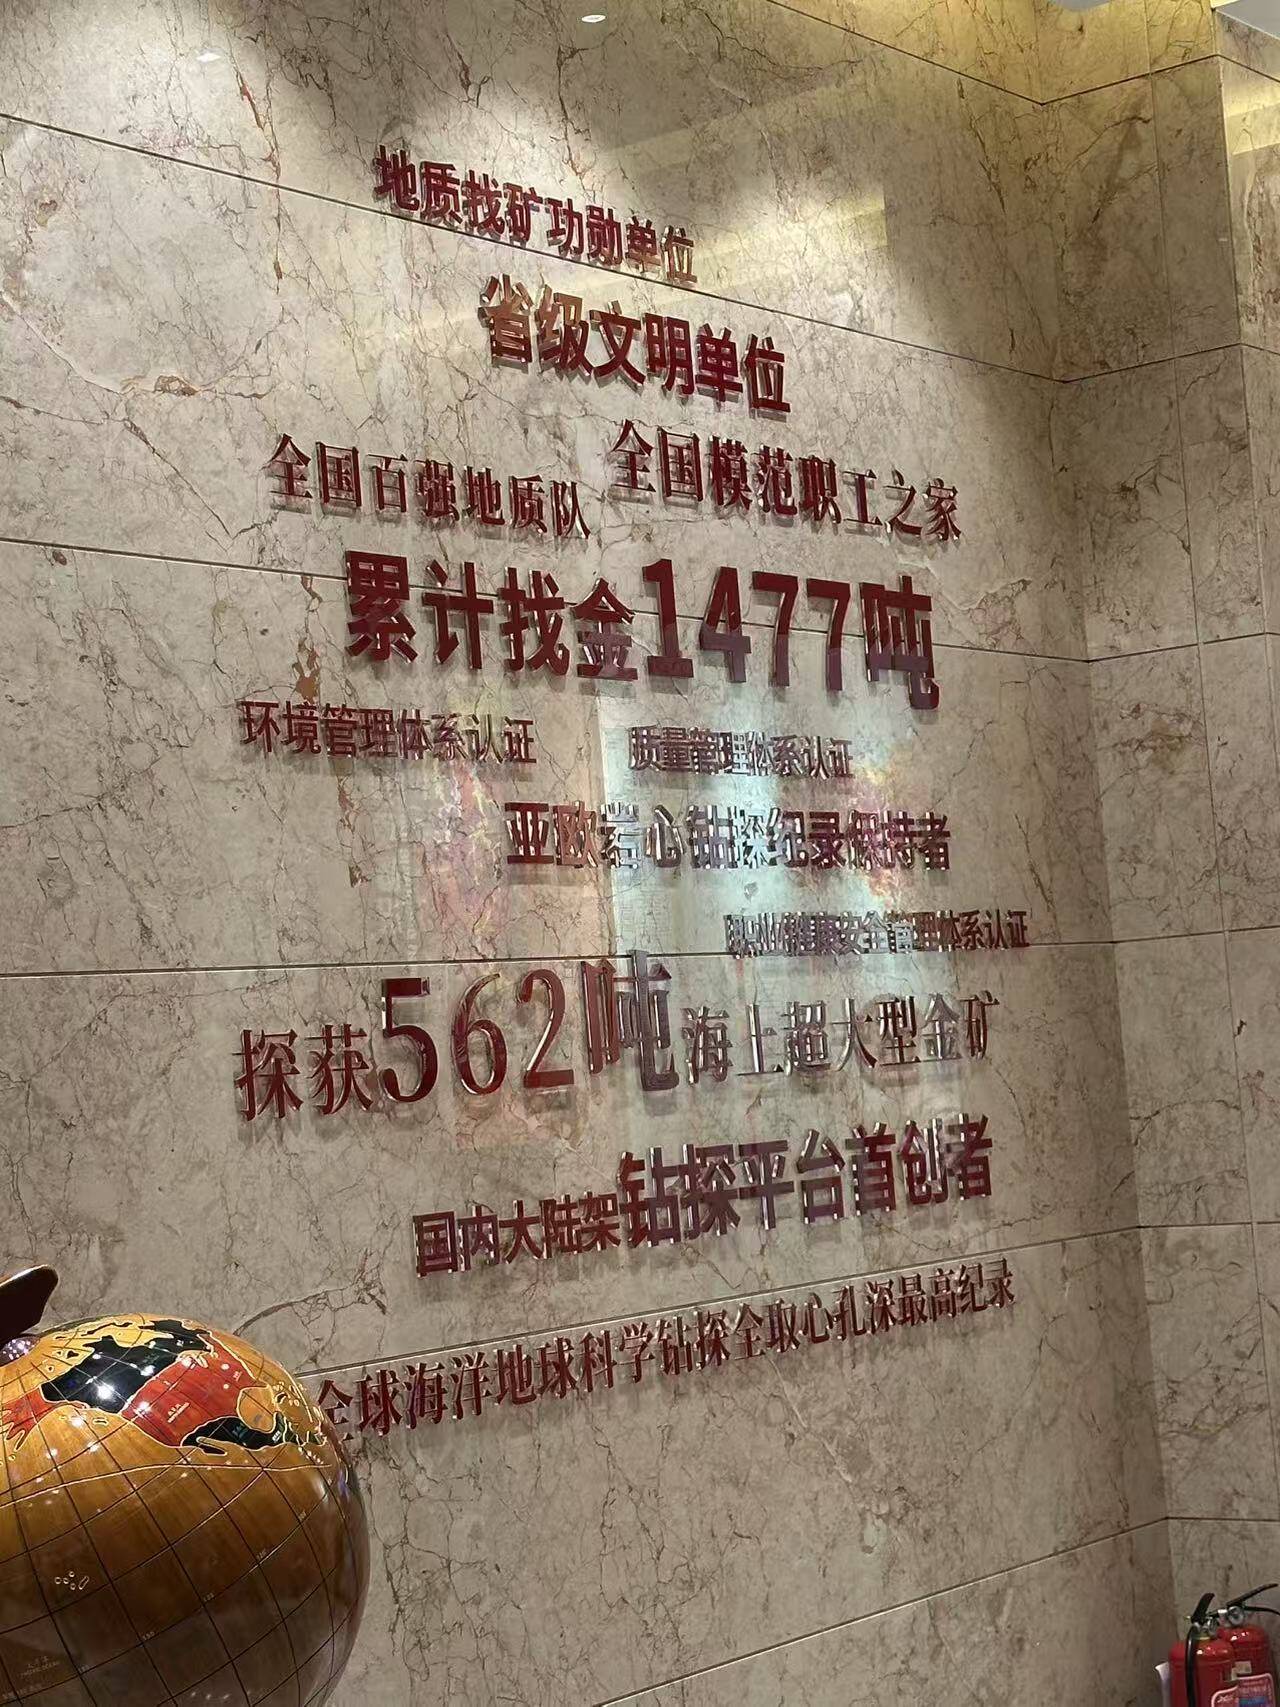 地质找矿功勋单位
省级文明单位
全国百强地质队
全国模范职工之家
累计找金1477吨
环境管理体系认证
质量管理体系认证
亚欧岩心钻探纪录保持者
职业健康安全管理体系认证
探获562吨海上超大型金矿
国内大陆架钻探平台首创者
全球海洋地球科学钻探全取心孔深最高纪录